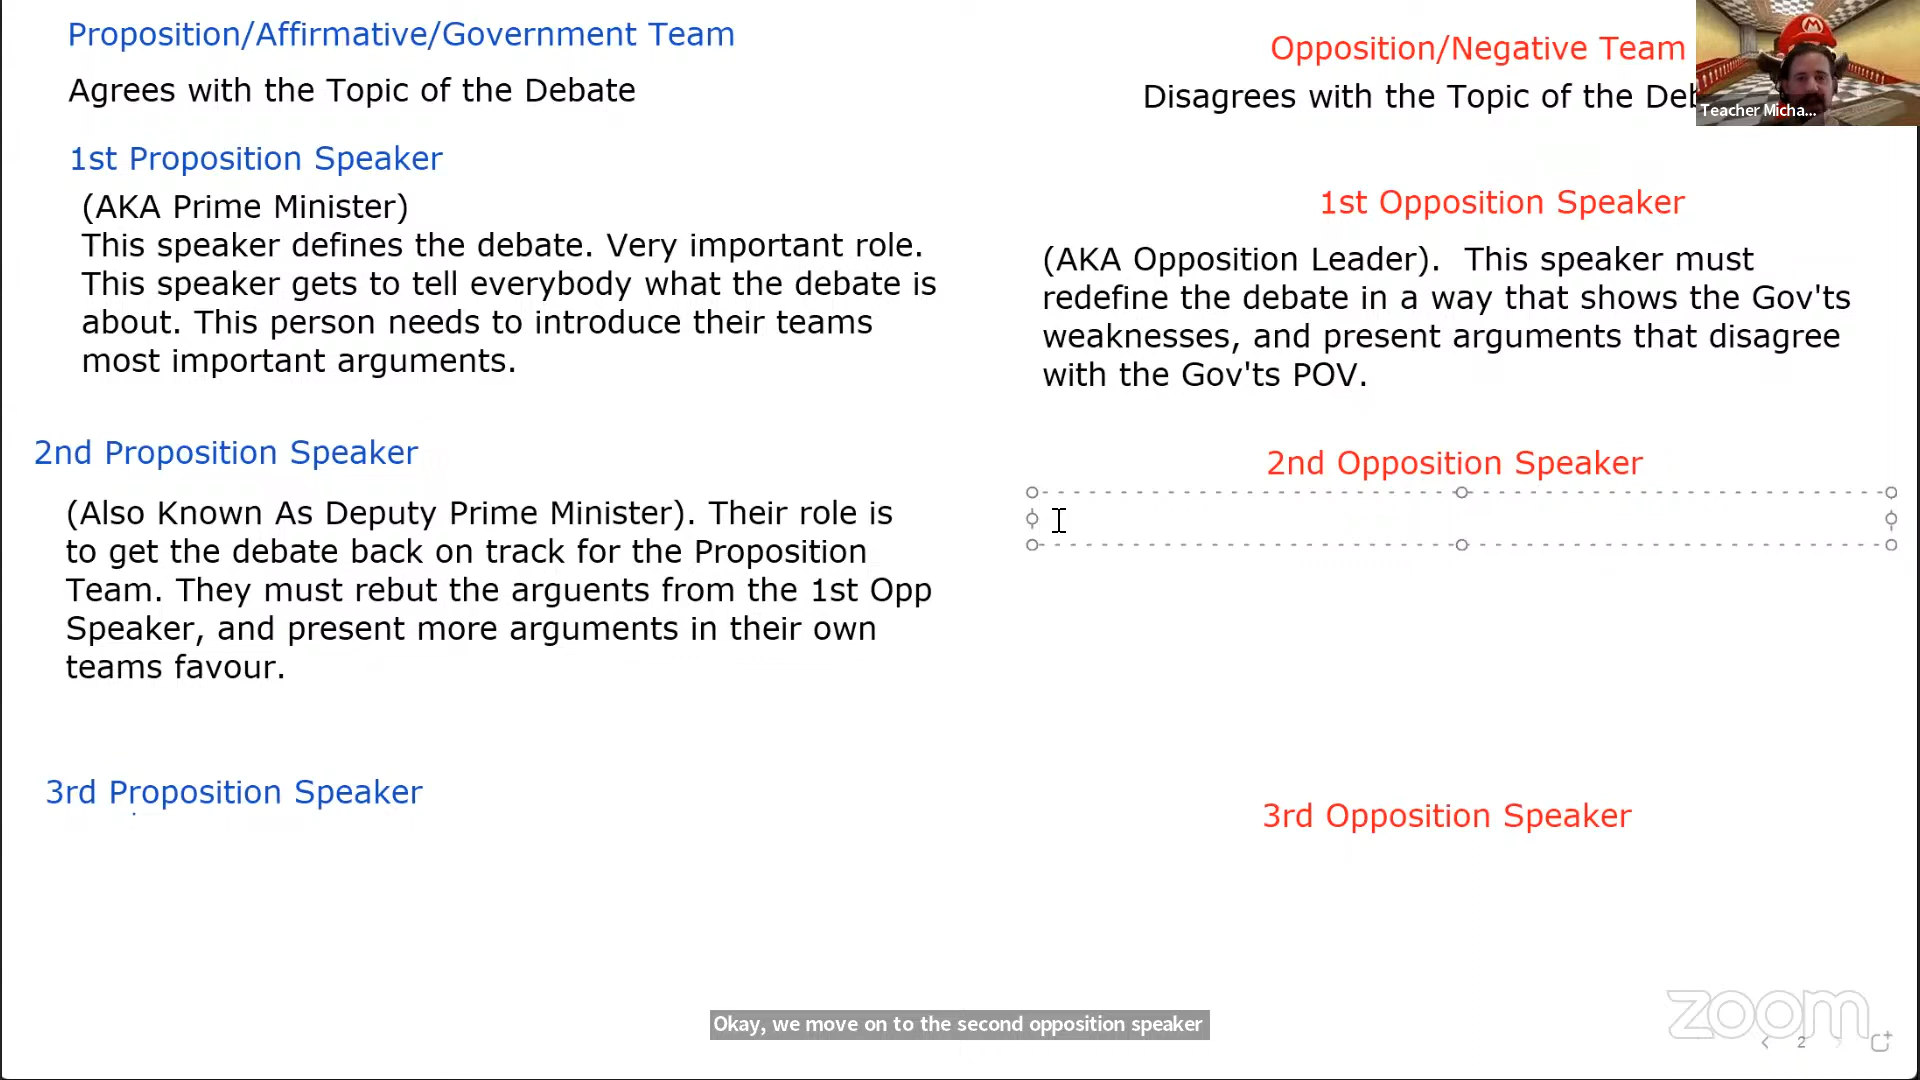 Proposition/Affirmative/Government Team
Agrees with the Topic of the Debate
1st Proposition Speaker
(AKA Prime Minister)
This speaker defines the debate. Very important role.
This speaker gets to tell everybody what the debate is
about. This person needs to introduce their teams
most important arguments.
2nd Proposition Speaker
(Also Known As Deputy Prime Minister). Their role is
to get the debate back on track for the Proposition
Team. They must rebut the arguents from the 1st Opp
Speaker, and present more arguments in their own
teams favour.
3rd Proposition Speaker
Opposition/Negative Team
Disagrees with the Topic of the Deb
Teacher Micha...
1st Opposition Speaker
(AKA Opposition Leader). This speaker must
redefine the debate in a way that shows the Gov'ts
weaknesses, and present arguments that disagree
with the Gov'ts POV.
2nd Opposition Speaker
3rd Opposition Speaker
Okay, we move on to the second opposition speaker
zoom
2